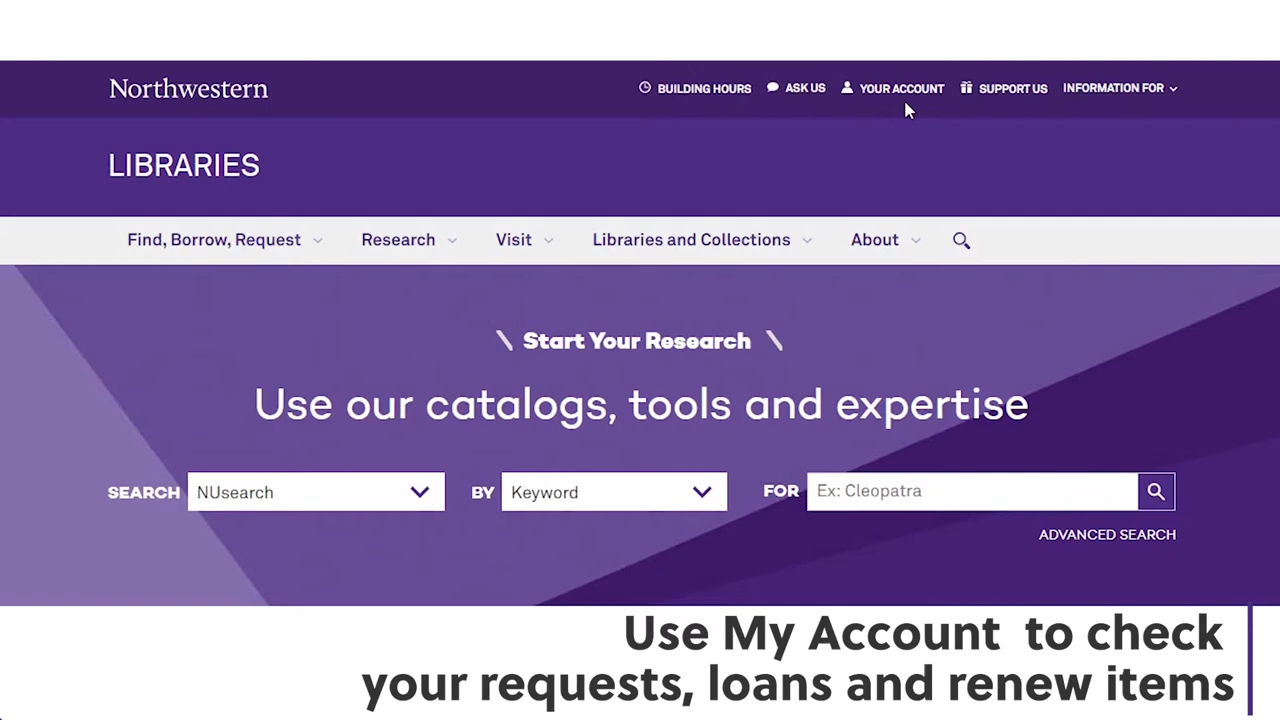 Northwestern
BUILDING HOURS ASK US YOUR ACCOUNT SUPPORT US INFORMATION FOR
LIBRARIES
Find, Borrow, Request Research Visit Libraries and Collections About
\ Start Your Research \
Use our catalogs, tools and expertise
SEARCH NUsearch BY Keyword FOR Ex: Cleopatra
ADVANCED SEARCH
Use My Account to check
your requests, loans and renew items